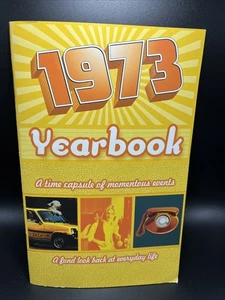 1973
Yearbook
A time capsule of momentous events
A fond look back at everyday life